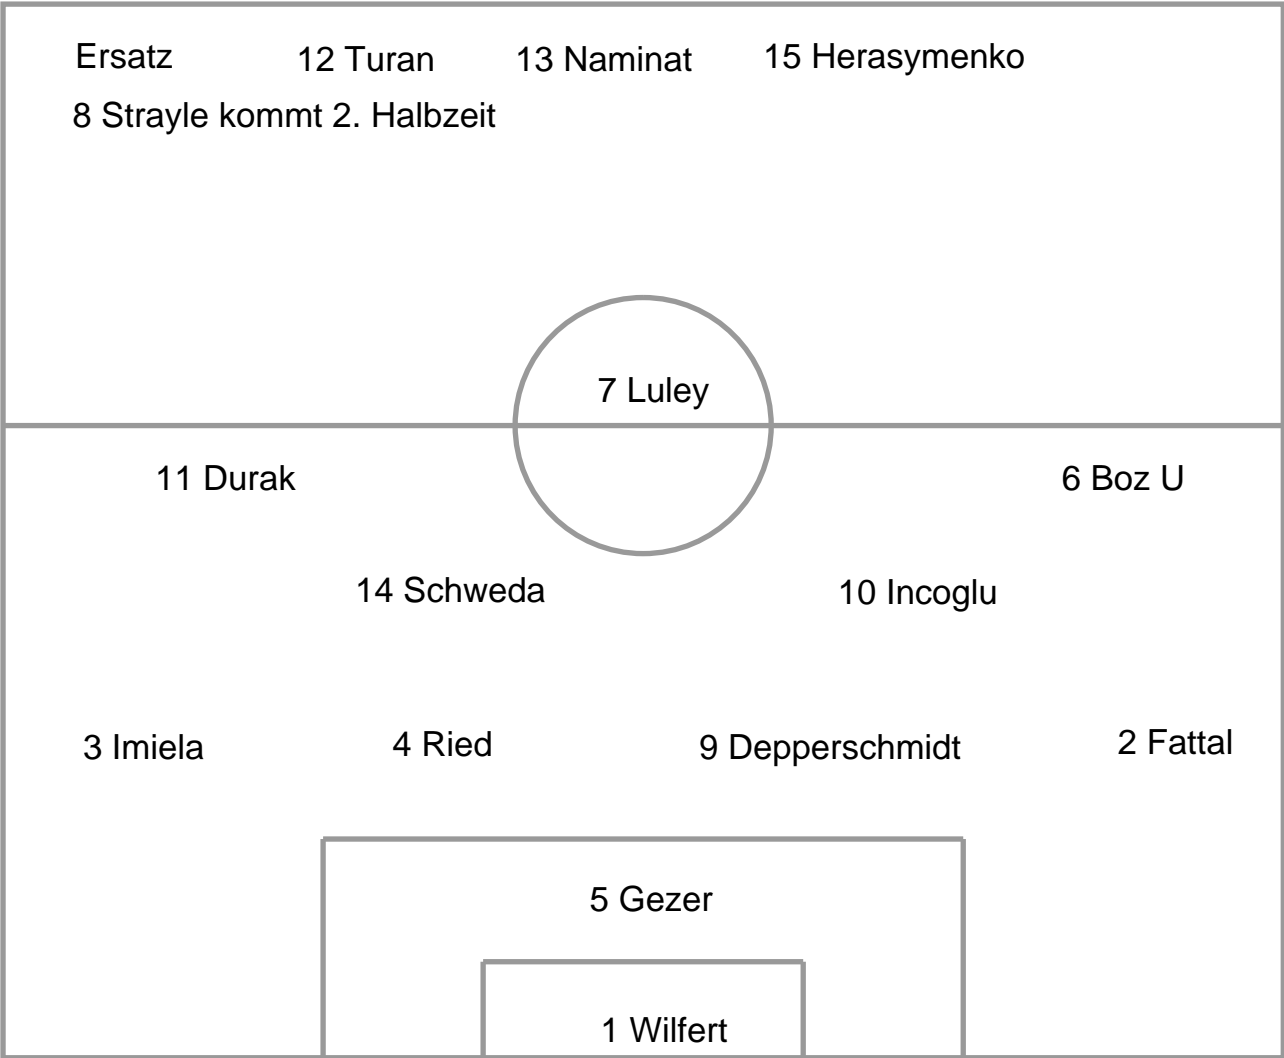 Ersatz 12 Turan 13 Naminat 15 Herasymenko
8 Strayle kommt 2. Halbzeit
7 Luley
11 Durak 6 Boz U
14 Schweda 10 Incoglu
3 Imiela 4 Ried 9 Depperschmidt 2 Fattal
5 Gezer
1 Wilfert